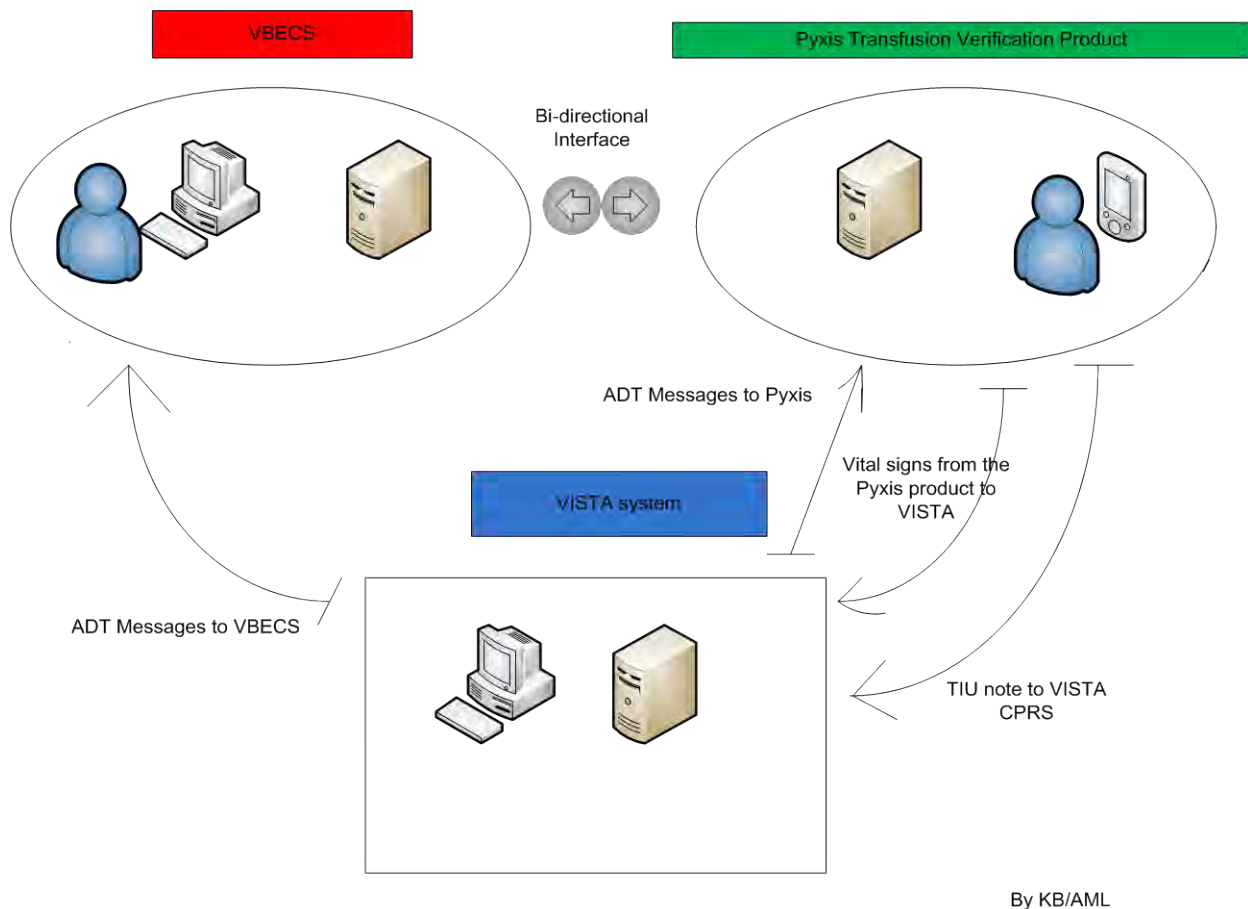 VBECS
Pyxis Transfusion Verification Product
Bi-directional
Interface
ADT Messages to Pyxis
Vital signs from the
Pyxis product to
VISTA
VISTA system
ADT Messages to VBECS
TIU note to VISTA
CPRS
By KB/AML